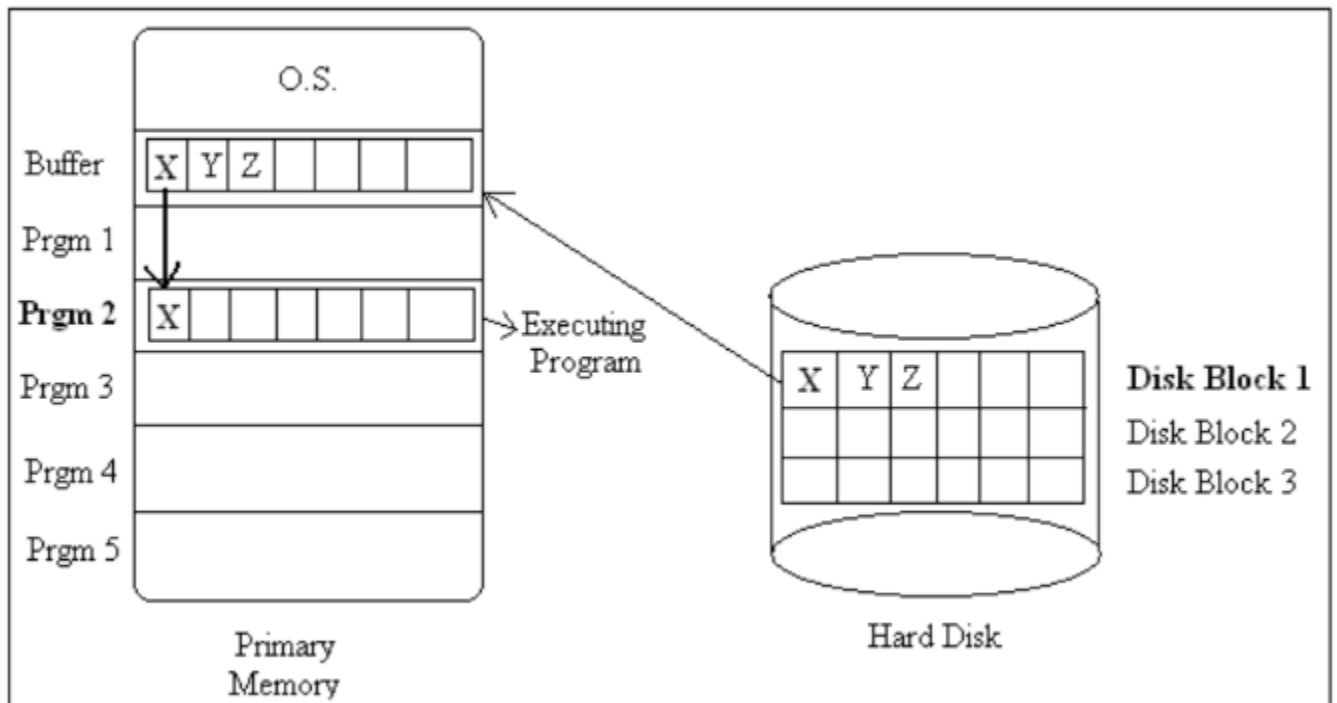 O.S.
Buffer
X Y Z
Prgm 1
Prgm 2
X
Executing
Program
Prgm 3
Prgm 4
Prgm 5
Primary
Memory
X Y Z
Disk Block 1
Disk Block 2
Disk Block 3
Hard Disk